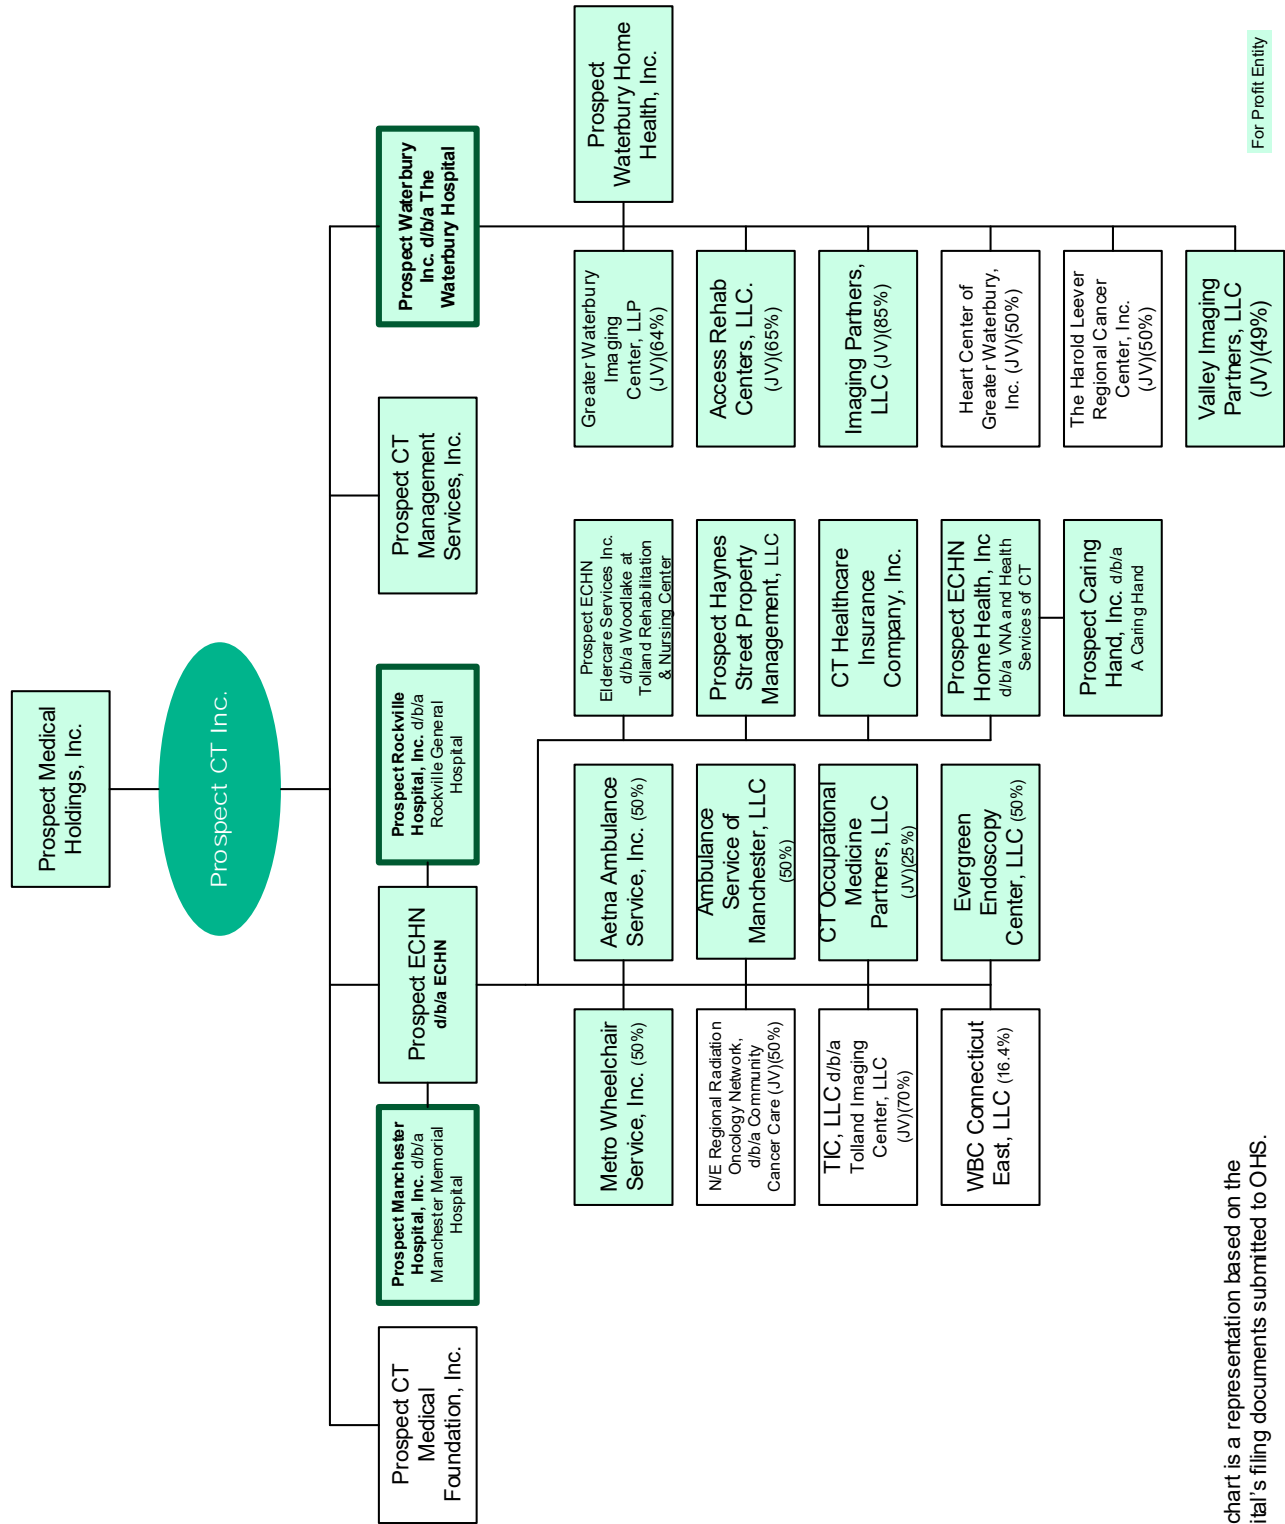 Prospect Medical
Holdings, Inc.
Prospect CT Inc.
Prospect CT
Medical
Foundation, Inc.
Prospect Manchester
Hospital, Inc. d/b/a
Manchester Memorial
Hospital
Prospect ECHN
d/b/a ECHN
Prospect Rockville
Hospital, Inc. d/b/a
Rockville General
Hospital
Prospect CT
Management
Services, Inc.
Prospect Waterbury
Inc. d/b/a The
Waterbury Hospital
Metro Wheelchair
Service, Inc. (50%)
N/E Regional Radiation
Oncology Network,
d/b/a Community
Cancer Care (JV)(50%)
TIC, LLC d/b/a
Tolland Imaging
Center, LLC
(JV)(70%)
WBC Connecticut
East, LLC (16.4%)
Aetna Ambulance
Service, Inc. (50%)
Ambulance
Service of
Manchester, LLC
(50%)
CT Occupational
Medicine
Partners, LLC
(JV)(25%)
Evergreen
Endoscopy
Center, LLC (50%)
Prospect ECHN
Eldercare Services Inc.
d/b/a Woodlake at
Tolland Rehabilitation
& Nursing Center
Prospect Haynes
Street Property
Management, LLC
CT Healthcare
Insurance
Company, Inc.
Prospect ECHN
Home Health, Inc
d/b/a VNA and Health
Services of CT
Prospect Caring
Hand, Inc. d/b/a
A Caring Hand
Greater Waterbury
Imaging
Center, LLP
(JV)(64%)
Access Rehab
Centers, LLC.
(JV)(65%)
Imaging Partners,
LLC (JV)(85%)
Heart Center of
Greater Waterbury,
Inc. (JV)(50%)
The Harold Leever
Regional Cancer
Center, Inc.
(JV)(50%)
Valley Imaging
Partners, LLC
(JV)(49%)
Prospect
Waterbury Home
Health, Inc.
chart is a representation based on the
ital's filing documents submitted to OHS.
For Profit Entity